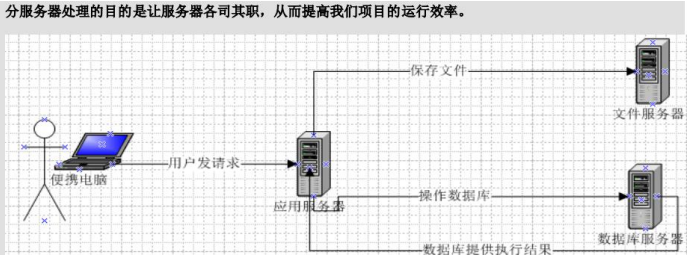 分服务器处理的目的是让服务器各司其职，从而提高我们项目的运行效率。
保存文件
文件服务器
用户发请求
便携电脑
应用服务器
操作数据库
数据库服务器
数据库提供执行结果